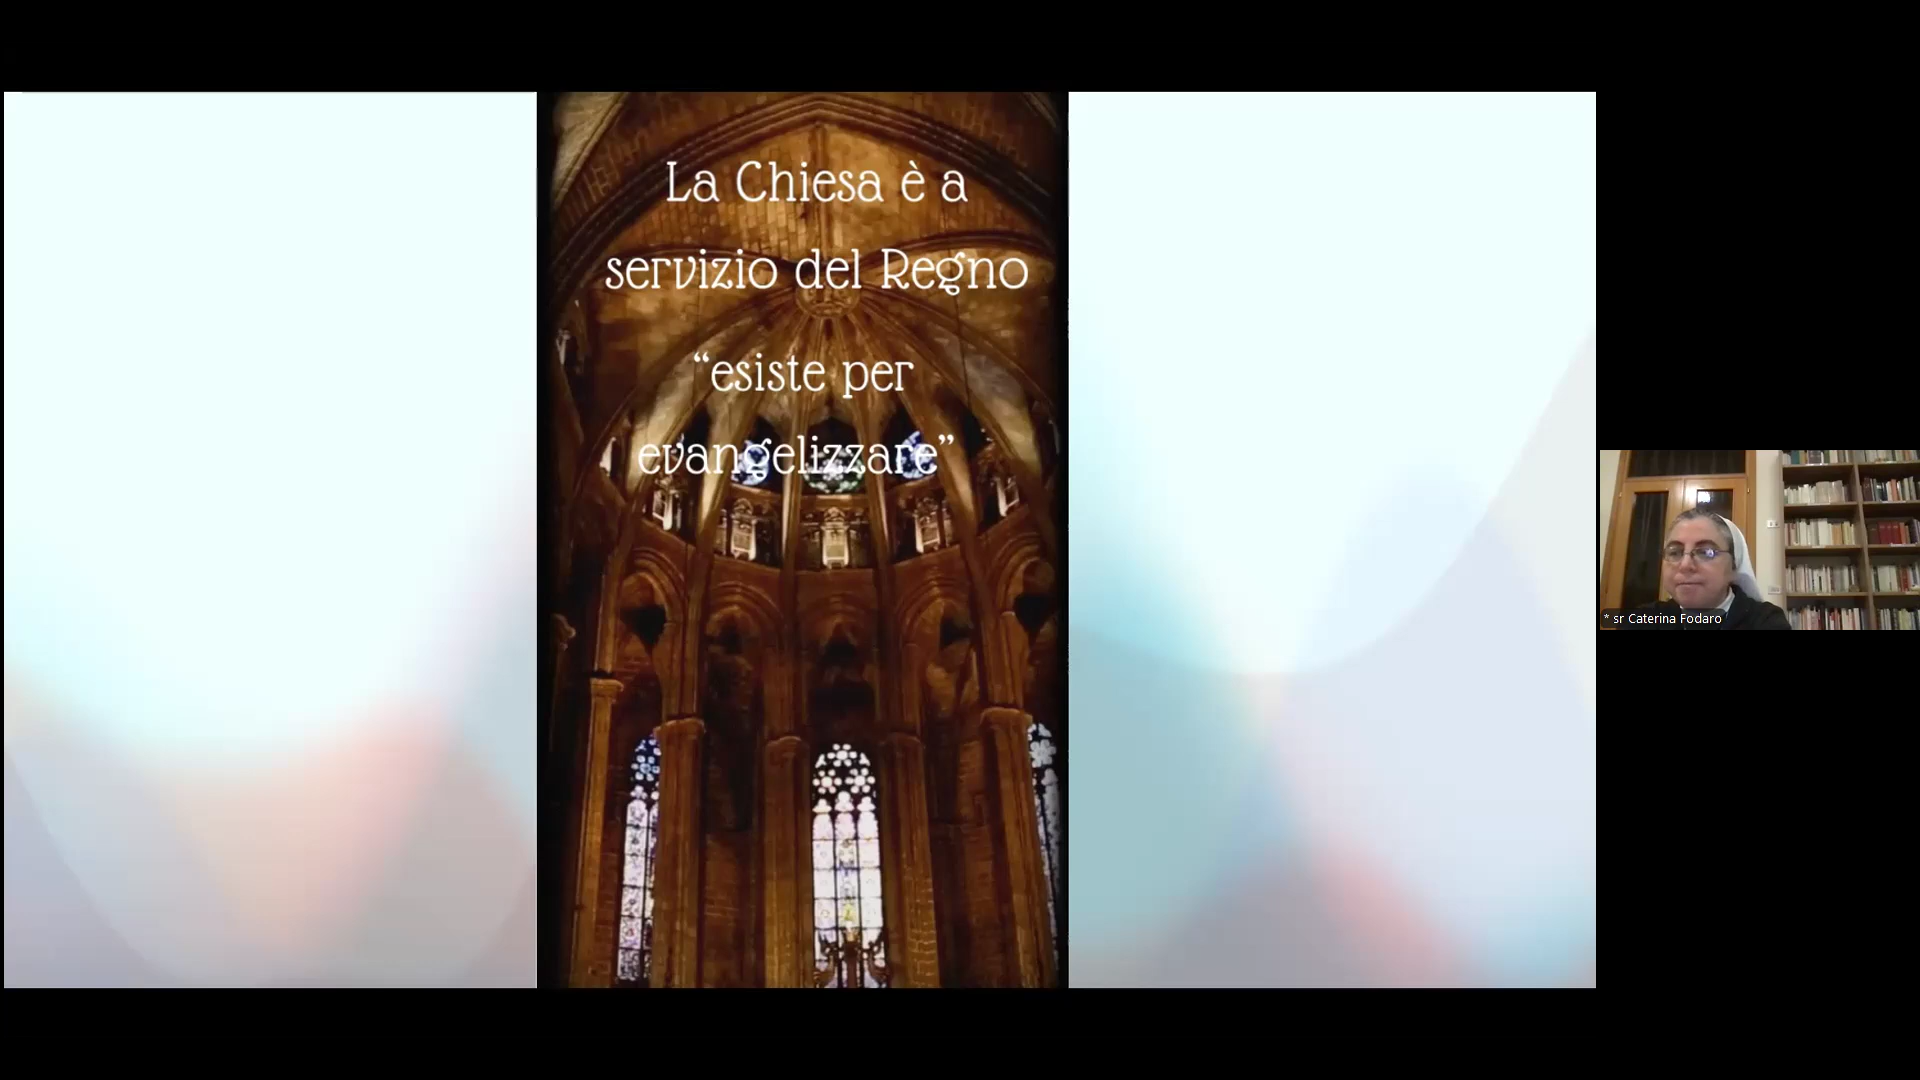 La Chiesa è a
servizio del Regno
“esiste per
evangelizzare”
* sr Caterina Fodaro